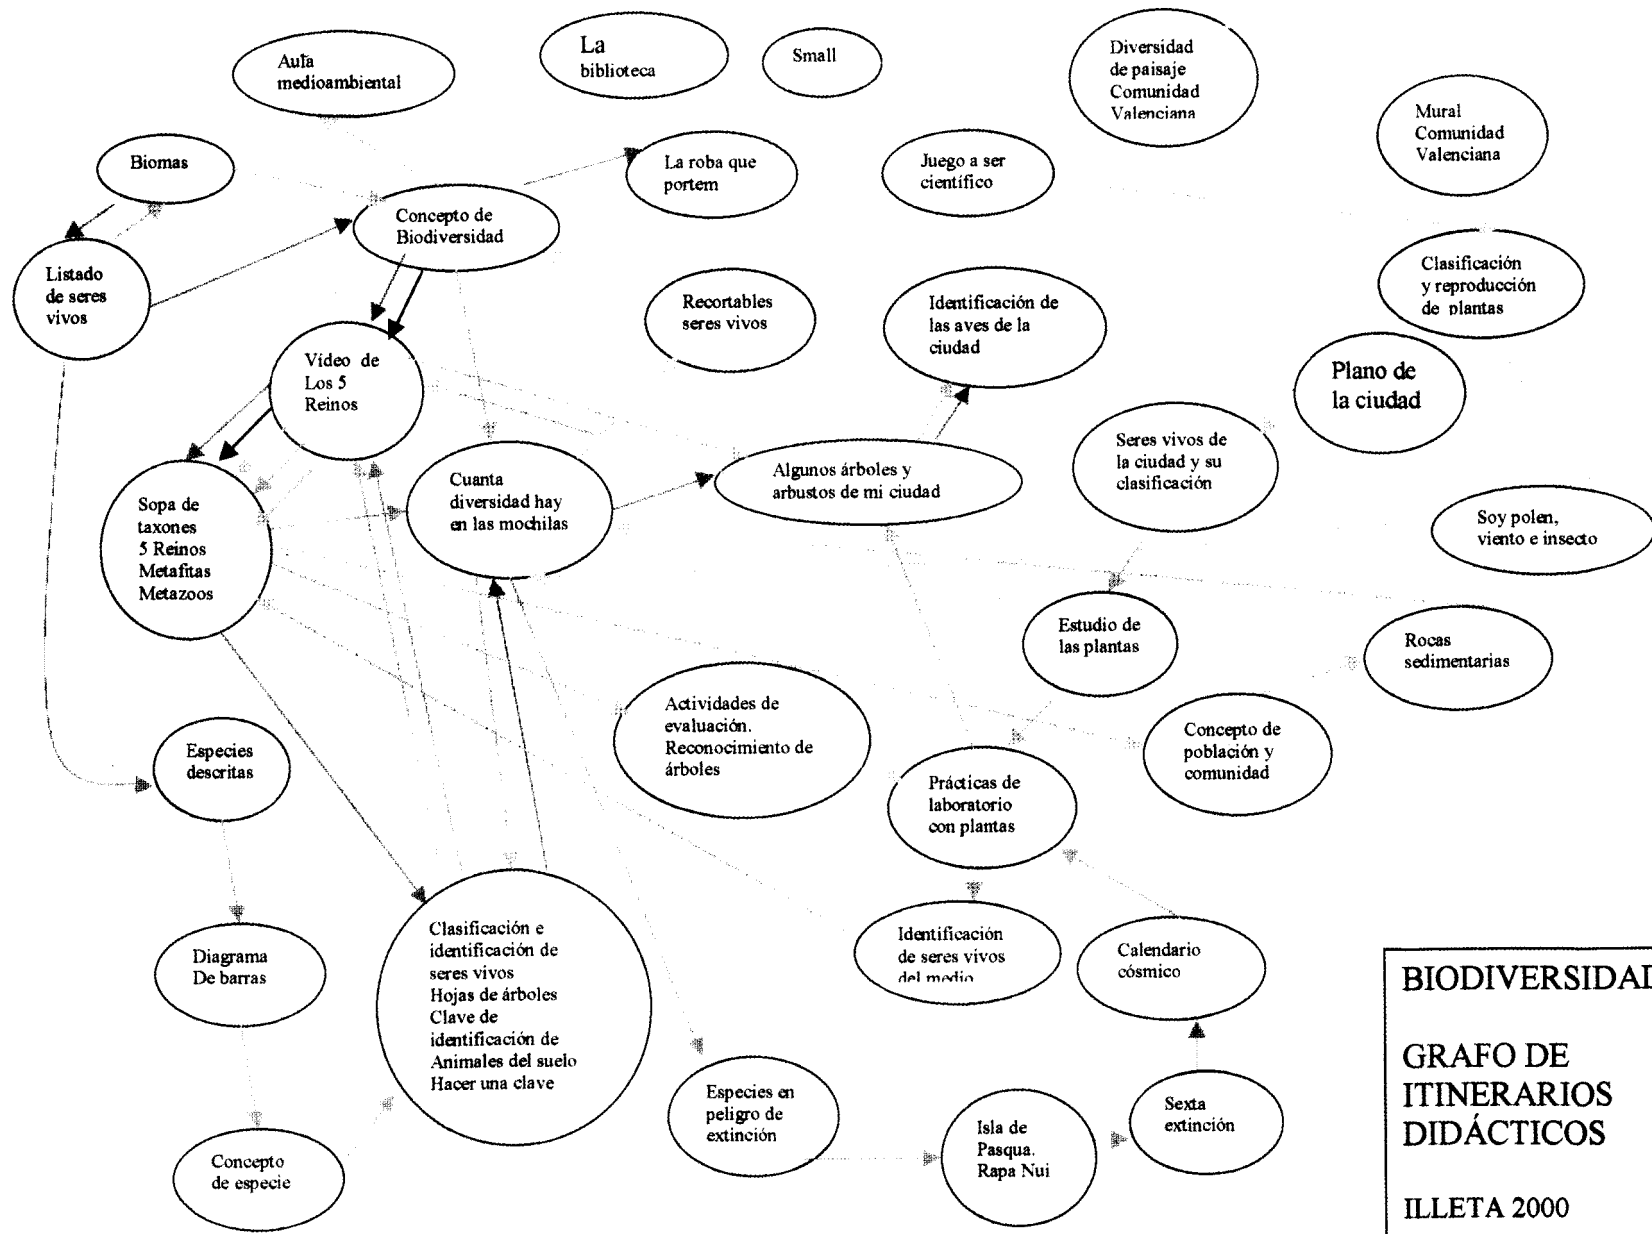 Aula
medioambiental
La
biblioteca
Small
Diversidad
de paisaje
Comunidad
Valenciana
Mural
Comunidad
Valenciana
Biomas
La roba que
portem
Juego a ser
científico
Concepto de
Biodiversidad
Listado
de seres
vivos
Recortables
seres vivos
Identificación de
las aves de la
ciudad
Clasificación
y reproducción
de plantas
Vídeo de
Los 5
Reinos
Plano de
la ciudad
Seres vivos de
la ciudad y su
clasificación
Sopa de
taxones
5 Reinos
Metafitas
Metazoos
Cuanta
diversidad hay
en las mochilas
Algunos árboles y
arbustos de mi ciudad
Soy polen,
viento e insecto
Estudio de
las plantas
Rocas
sedimentarias
Actividades de
evaluación.
Reconocimiento de
árboles
Concepto de
población y
comunidad
Especies
descritas
Prácticas de
laboratorio
con plantas
Diagrama
De barras
Clasificación e
identificación de
seres vivos
Hojas de árboles
Clave de
identificación de
Animales del suelo
Hacer una clave
Identificación
de seres vivos
del medio
Calendario
cósmico
Especies en
peligro de
extinción
Isla de
Pasqua.
Rapa Nui
Sexta
extinción
Concepto
de especie
BIODIVERSIDAD
GRAFO DE
ITINERARIOS
DIDÁCTICOS
ILLETA 2000